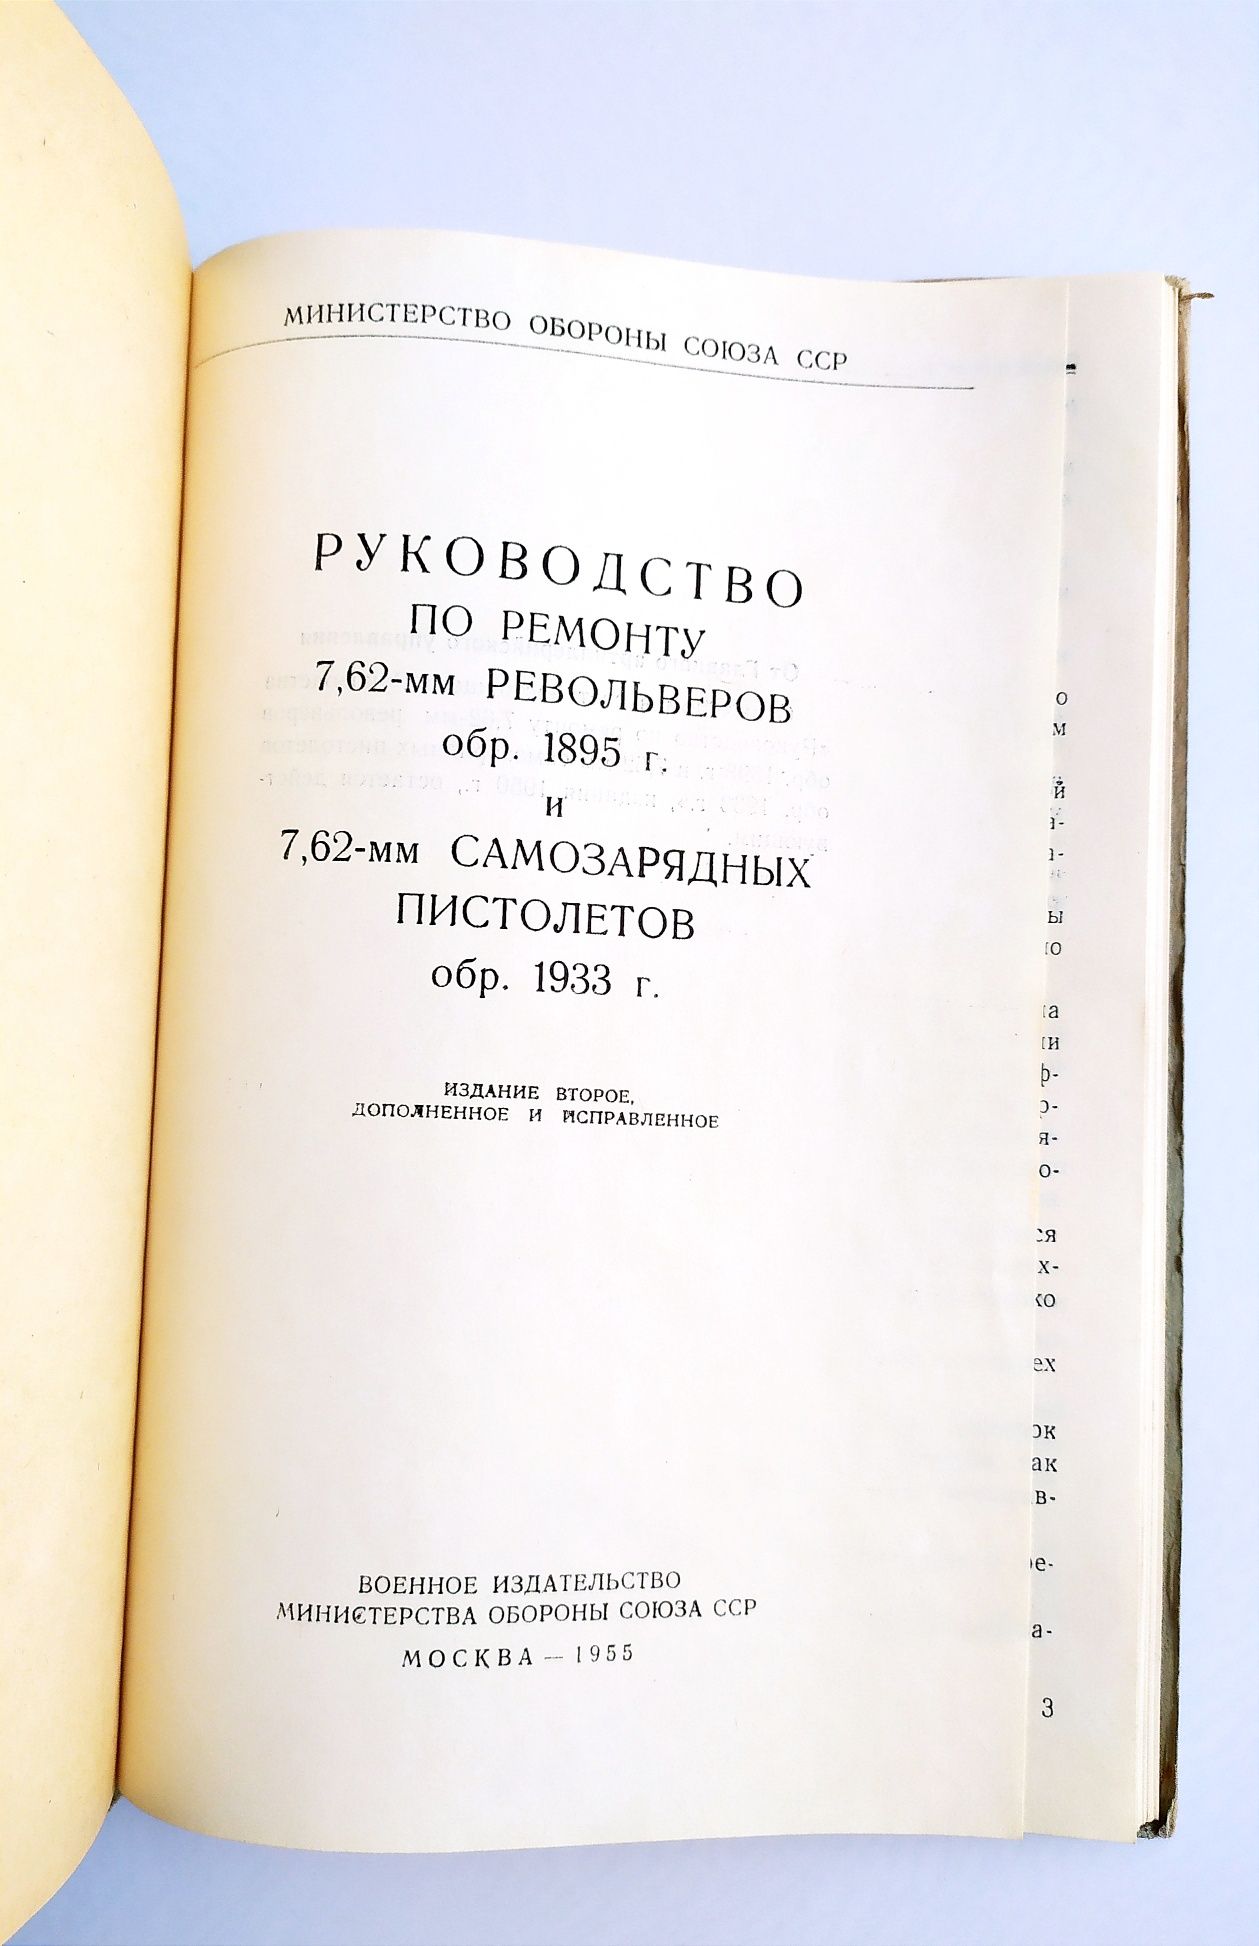 МИНИСТЕРСТВО ОБОРОНЫ СОЮЗА ССР
РУКОВОДСТВО
ПО РЕМОНТУ
7,62-мм РЕВОЛЬВЕРОВ
обр. 1895 г.
и
7,62-мм САМОЗАРЯДНЫХ
ПИСТОЛЕТОВ
обр. 1933 г.
ИЗДАНИЕ ВТОРОЕ,
ДОПОЛНЕННОЕ И ИСПРАВЛЕННОЕ
ВОЕННОЕ ИЗДАТЕЛЬСТВО
МИНИСТЕРСТВА ОБОРОНЫ СОЮЗА ССР
МОСКВА — 1955
3